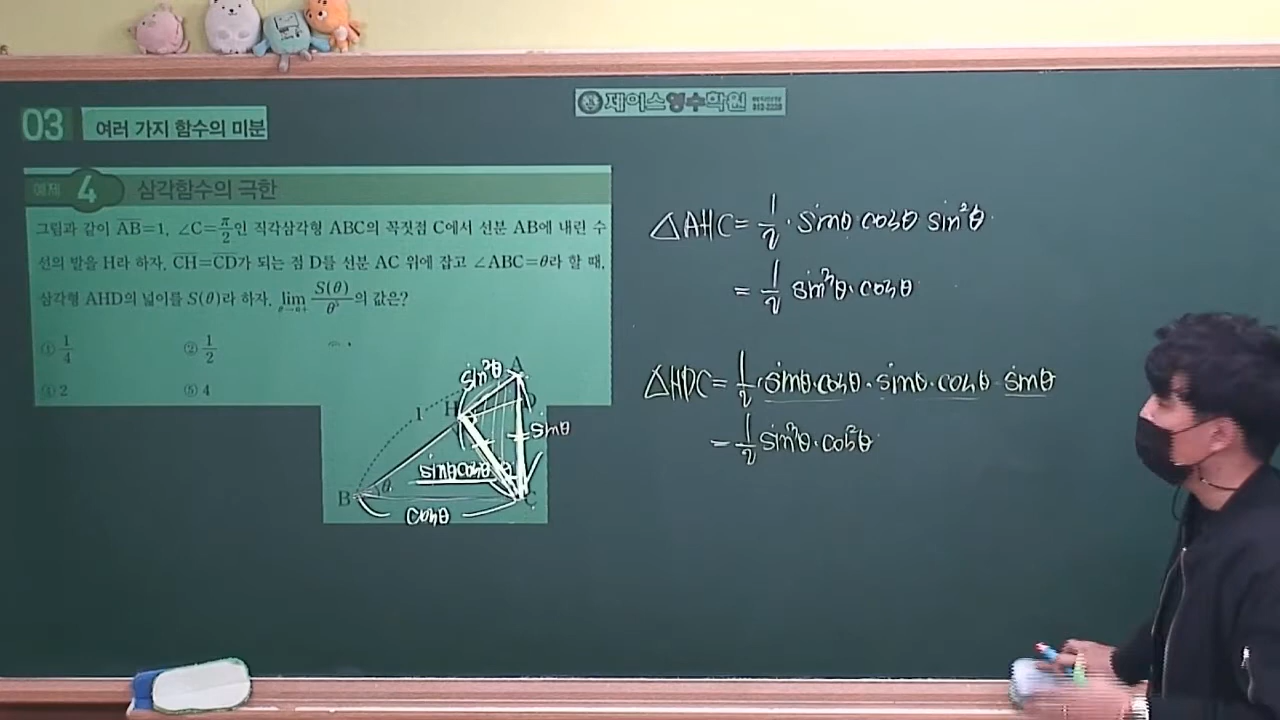 제이스영수학원
03 여러 가지 함수의 미분
예제 4 삼각함수의 극한
그림과 같이 AB=1, ∠C=π/2인 직각삼각형 ABC의 꼭짓점 C에서 선분 AB에 내린 수
선의 발을 H라 하자. CH=CD가 되는 점 D를 선분 AC 위에 잡고 ∠ABC=θ라 할 때,
삼각형 AHD의 넓이를 S(θ)라 하자. lim θ→0+ S(θ)/θ⁵의 값은?
① 1/4 ② 1/2
④ 2 ⑤ 4
A
sin²θ
H D
1
sinθ
sinθcosθ
B θ C
cosθ
△AHC = 1/2 · sinθ cosθ sin²θ
= 1/2 sin³θ·cosθ
△HDC = 1/2 · sinθ·cosθ · sinθ·cosθ · sinθ
= 1/2 sin³θ·cos²θ